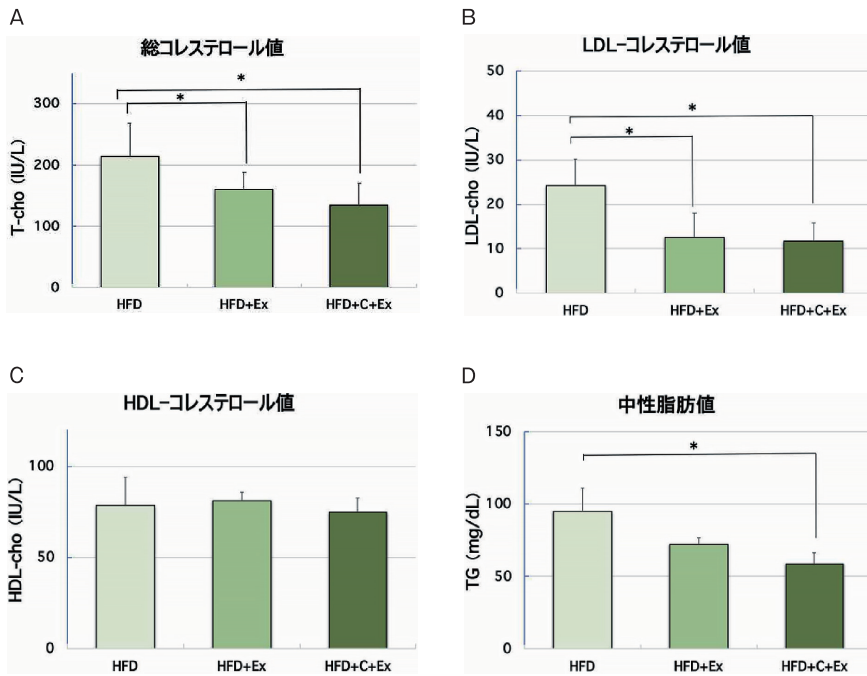 A
総コレステロール値
T-cho (IU/L)
300
200
100
0
*
*
HFD
HFD+Ex
HFD+C+Ex
B
LDL-コレステロール値
LDL-cho (IU/L)
50
40
30
20
10
0
*
*
HFD
HFD+Ex
HFD+C+Ex
C
HDL-コレステロール値
HDL-cho (IU/L)
100
50
0
HFD
HFD+Ex
HFD+C+Ex
D
中性脂肪値
TG (mg/dL)
150
100
50
0
*
HFD
HFD+Ex
HFD+C+Ex